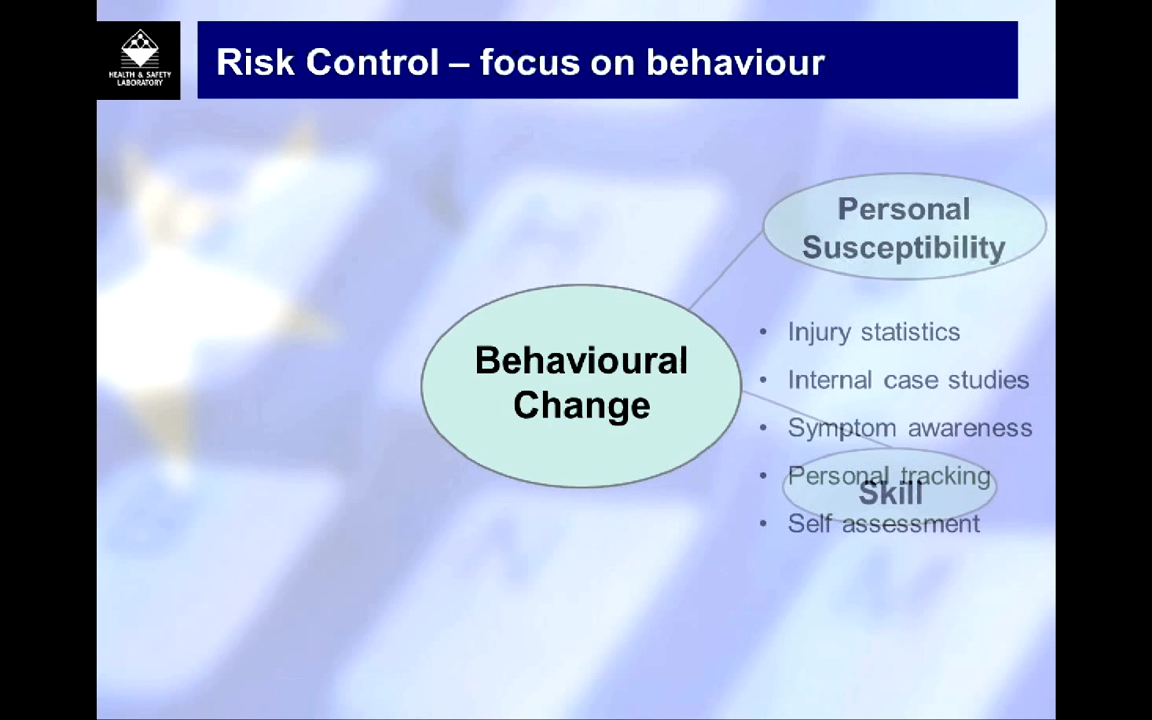 HEALTH & SAFETY
LABORATORY
Risk Control – focus on behaviour
Personal
Susceptibility
Behavioural
Change
• Injury statistics
• Internal case studies
• Symptom awareness
• Personal tracking
Skill
• Self assessment